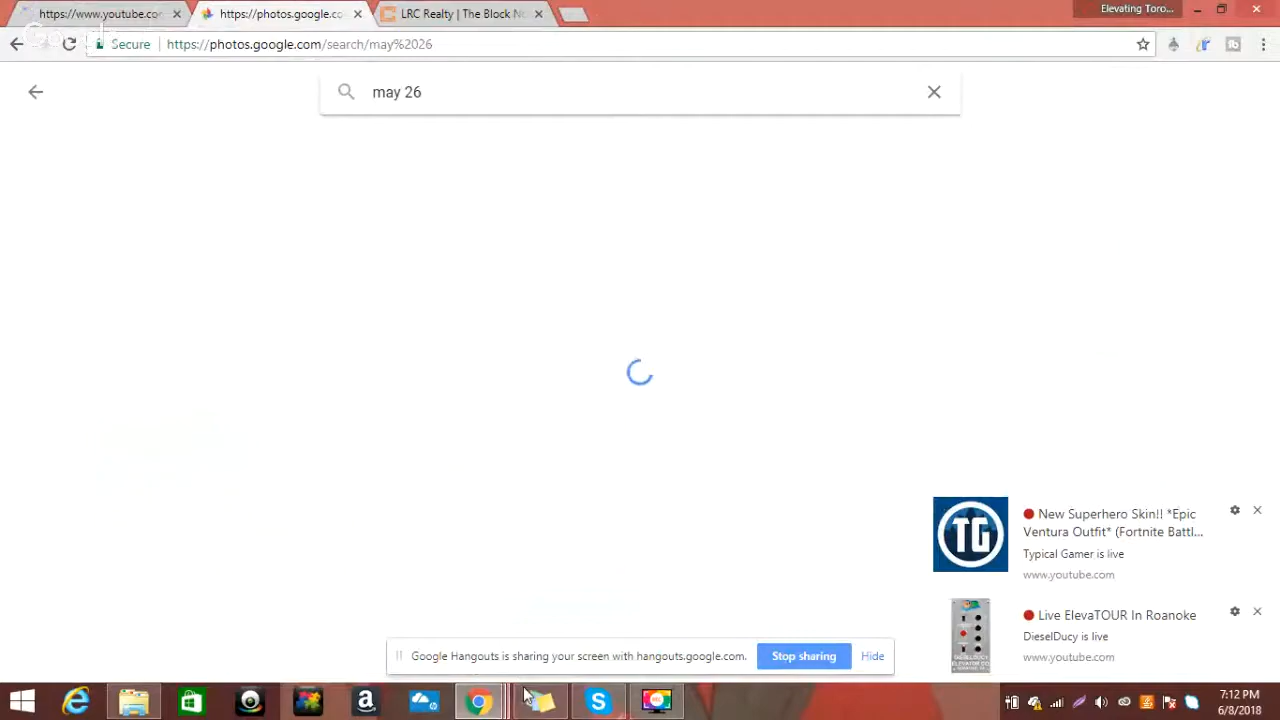 https://www.youtube.co
https://photos.google.co
LRC Realty | The Block N
Elevating Toro...
Secure
https://photos.google.com/search/may%2026
may 26
New Superhero Skin!! *Epic
Ventura Outfit* (Fortnite Battl...
Typical Gamer is live
www.youtube.com
TG
Live ElevaTOUR In Roanoke
DieselDucy is live
www.youtube.com
Google Hangouts is sharing your screen with hangouts.google.com.
Stop sharing
Hide
7:12 PM
6/8/2018